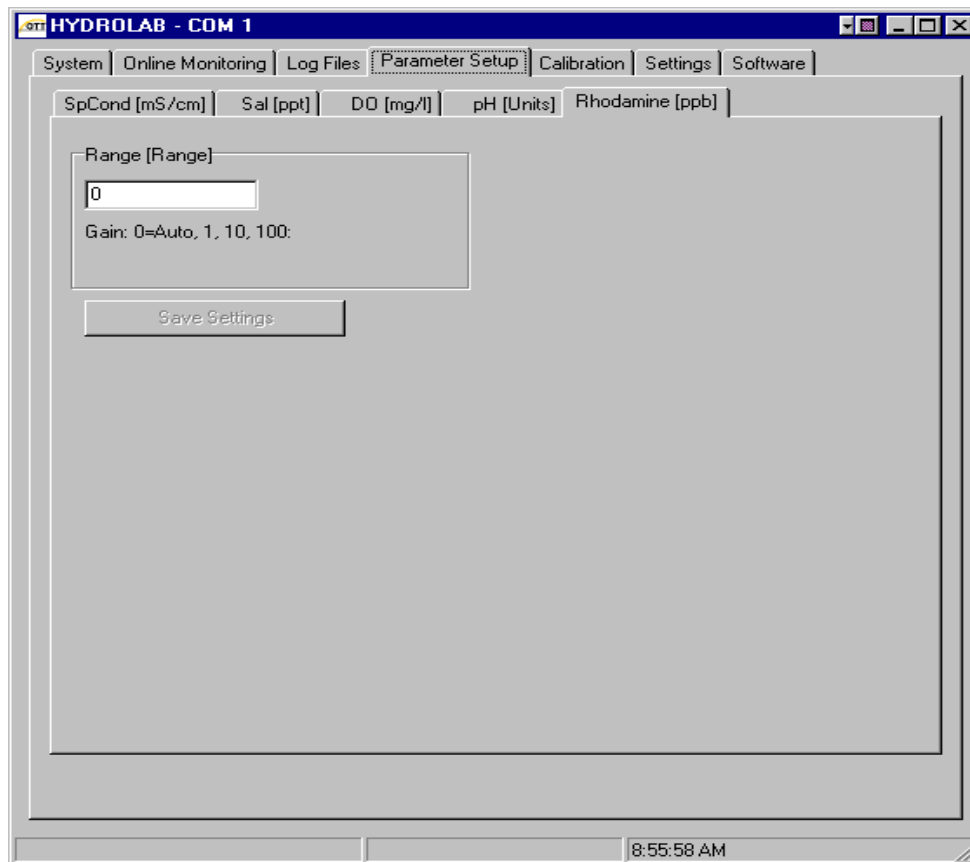 OTT HYDROLAB - COM 1
System Online Monitoring Log Files Parameter Setup Calibration Settings Software
SpCond [mS/cm] Sal [ppt] DO [mg/l] pH [Units] Rhodamine [ppb]
Range [Range]
0
Gain: 0=Auto, 1, 10, 100:
Save Settings
8:55:58 AM